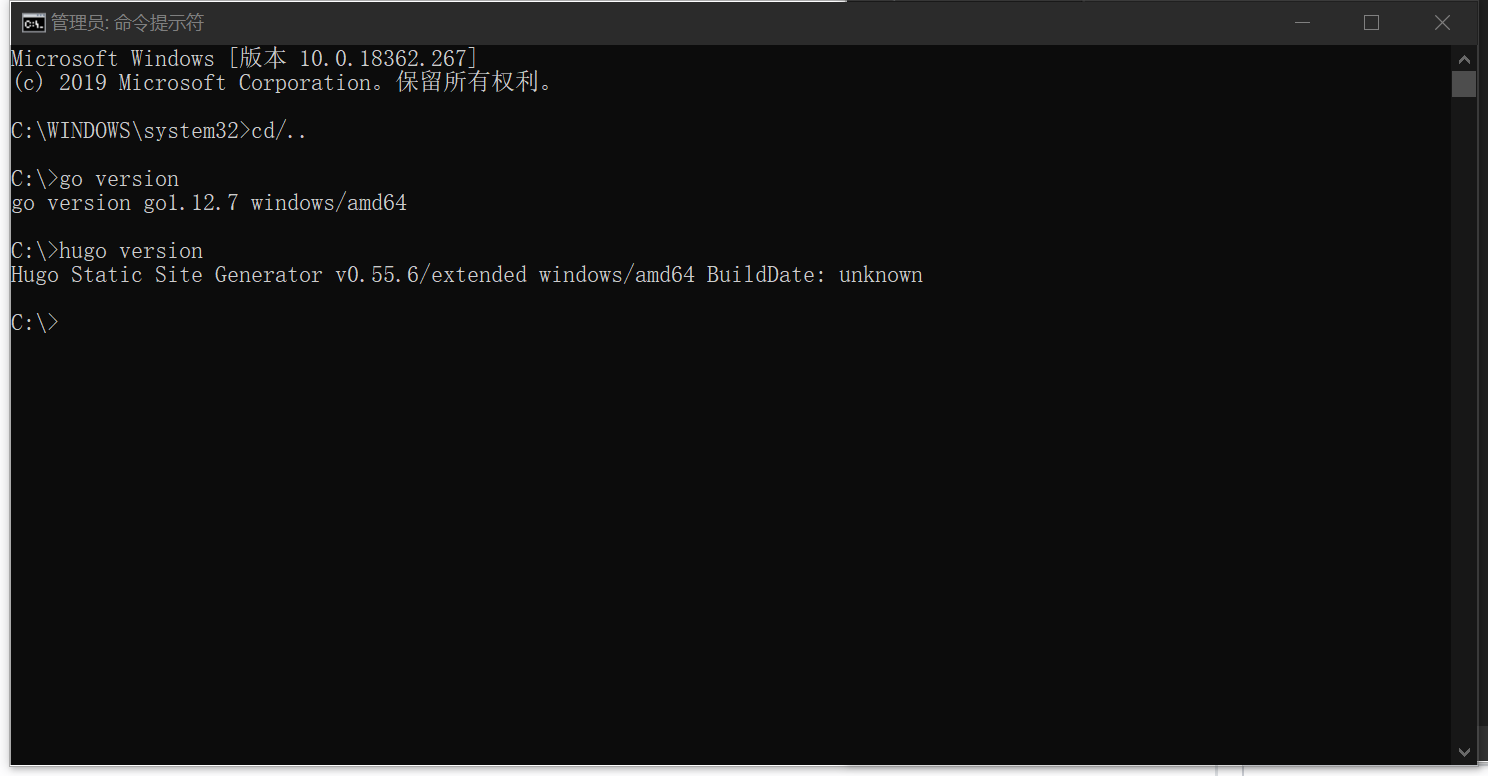 管理员: 命令提示符
Microsoft Windows [版本 10.0.18362.267]
(c) 2019 Microsoft Corporation。保留所有权利。
C:\WINDOWS\system32>cd/..
C:\>go version
go version go1.12.7 windows/amd64
C:\>hugo version
Hugo Static Site Generator v0.55.6/extended windows/amd64 BuildDate: unknown
C:\>